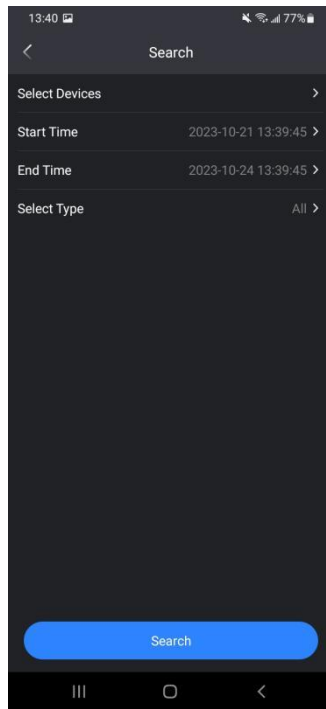 13:40 77%
Search
Select Devices
Start Time 2023-10-21 13:39:45
End Time 2023-10-24 13:39:45
Select Type All
Search